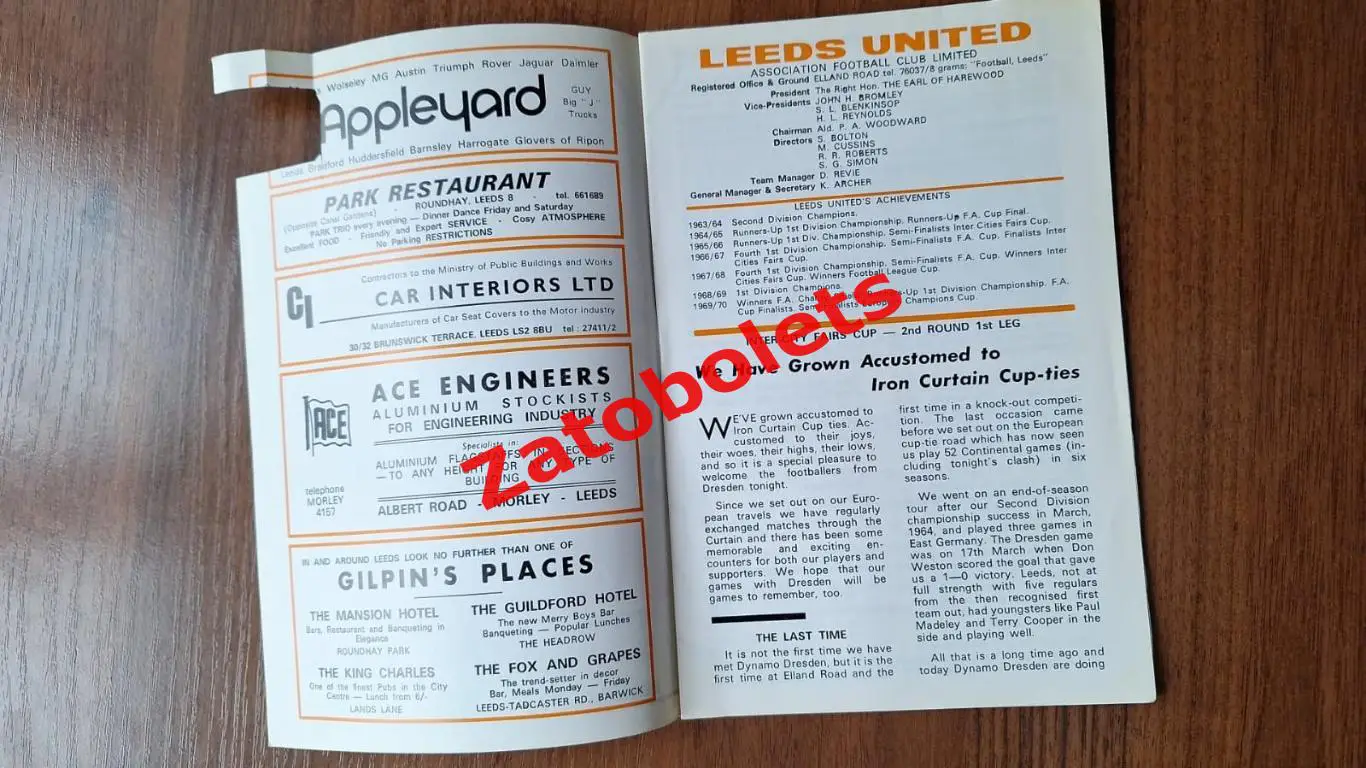 Wolseley MG Austin Triumph Rover Jaguar Daimler
Appleyard
GUY
Big "J"
Trucks
Leeds Bradford Huddersfield Barnsley Harrogate Glovers of Ripon
PARK RESTAURANT
(Opposite Canal Gardens) - ROUNDHAY, LEEDS 8 - tel. 661689
PARK TRIO every evening — Dinner Dance Friday and Saturday
Excellent FOOD - Friendly and Expert SERVICE - Cosy ATMOSPHERE
No Parking RESTRICTIONS
Contractors to the Ministry of Public Buildings and Works
CI
CAR INTERIORS LTD
Manufacturers of Car Seat Covers to the Motor Industry
30/32 BRUNSWICK TERRACE, LEEDS LS2 8BU tel : 27411/2
ACE
ACE ENGINEERS
ALUMINIUM STOCKISTS
FOR ENGINEERING INDUSTRY
Specialists in:
ALUMINIUM FLAGSTAFFS IN SECTIONS
—TO ANY HEIGHT FOR ANY TYPE OF
BUILDING
telephone
MORLEY
4157
ALBERT ROAD - MORLEY - LEEDS
IN AND AROUND LEEDS LOOK NO FURTHER THAN ONE OF
GILPIN'S PLACES
THE MANSION HOTEL
Bars, Restaurant and Banqueting in
Elegance
ROUNDHAY PARK
THE GUILDFORD HOTEL
The new Merry Boys Bar
Banqueting — Popular Lunches
THE HEADROW
THE KING CHARLES
One of the finest Pubs in the City
Centre — Lunch from 6/-
LANDS LANE
THE FOX AND GRAPES
The trend-setter in decor
Bar, Meals Monday — Friday
LEEDS-TADCASTER RD., BARWICK
LEEDS UNITED
ASSOCIATION FOOTBALL CLUB LIMITED
Registered Office & Ground ELLAND ROAD tel. 76037/8 grams; "Football, Leeds"
President The Right Hon. THE EARL OF HAREWOOD
Vice-Presidents JOHN H. BROMLEY
S. L. BLENKINSOP
H. L. REYNOLDS
Chairman Ald. P. A. WOODWARD
Directors S. BOLTON
M. CUSSINS
R. R. ROBERTS
S. G. SIMON
Team Manager D. REVIE
General Manager & Secretary K. ARCHER
LEEDS UNITED'S ACHIEVEMENTS
1963/64 Second Division Champions.
1964/65 Runners-Up 1st Division Championship, Runners-Up F.A. Cup Final.
1965/66 Runners-Up 1st Div. Championship. Semi-Finalists Inter Cities Fairs Cup.
1966/67 Fourth 1st Division Championship, Semi-Finalists F.A. Cup. Finalists Inter
Cities Fairs Cup.
1967/68 Fourth 1st Division Championship, Semi-Finalists F.A. Cup. Winners Inter
Cities Fairs Cup. Winners Football League Cup.
1968/69 1st Division Champions.
1969/70 Winners F.A. Runners-Up 1st Division Championship. F.A.
Cup Finalists. Semi-Finalists European Champions Cup.
INTER-CITY FAIRS CUP — 2nd ROUND 1st LEG
We Have Grown Accustomed to
Iron Curtain Cup-ties
WE'VE grown accustomed to
Iron Curtain Cup ties. Ac-
customed to their joys,
their woes, their highs, their lows,
and so it is a special pleasure to
welcome the footballers from
Dresden tonight.
Since we set out on our Euro-
pean travels we have regularly
exchanged matches through the
Curtain and there has been some
memorable and exciting en-
counters for both our players and
supporters. We hope that our
games with Dresden will be
games to remember, too.
THE LAST TIME
It is not the first time we have
met Dynamo Dresden, but it is the
first time at Elland Road and the
first time in a knock-out competi-
tion. The last occasion came
before we set out on the European
cup-tie road which has now seen
us play 52 Continental games (in-
cluding tonight's clash) in six
seasons.
We went on an end-of-season
tour after our Second Division
championship success in March,
1964, and played three games in
East Germany. The Dresden game
was on 17th March when Don
Weston scored the goal that gave
us a 1—0 victory. Leeds, not at
full strength with five regulars
from the then recognised first
team out, had youngsters like Paul
Madeley and Terry Cooper in the
side and playing well.
All that is a long time ago and
today Dynamo Dresden are doing
Zatobolets